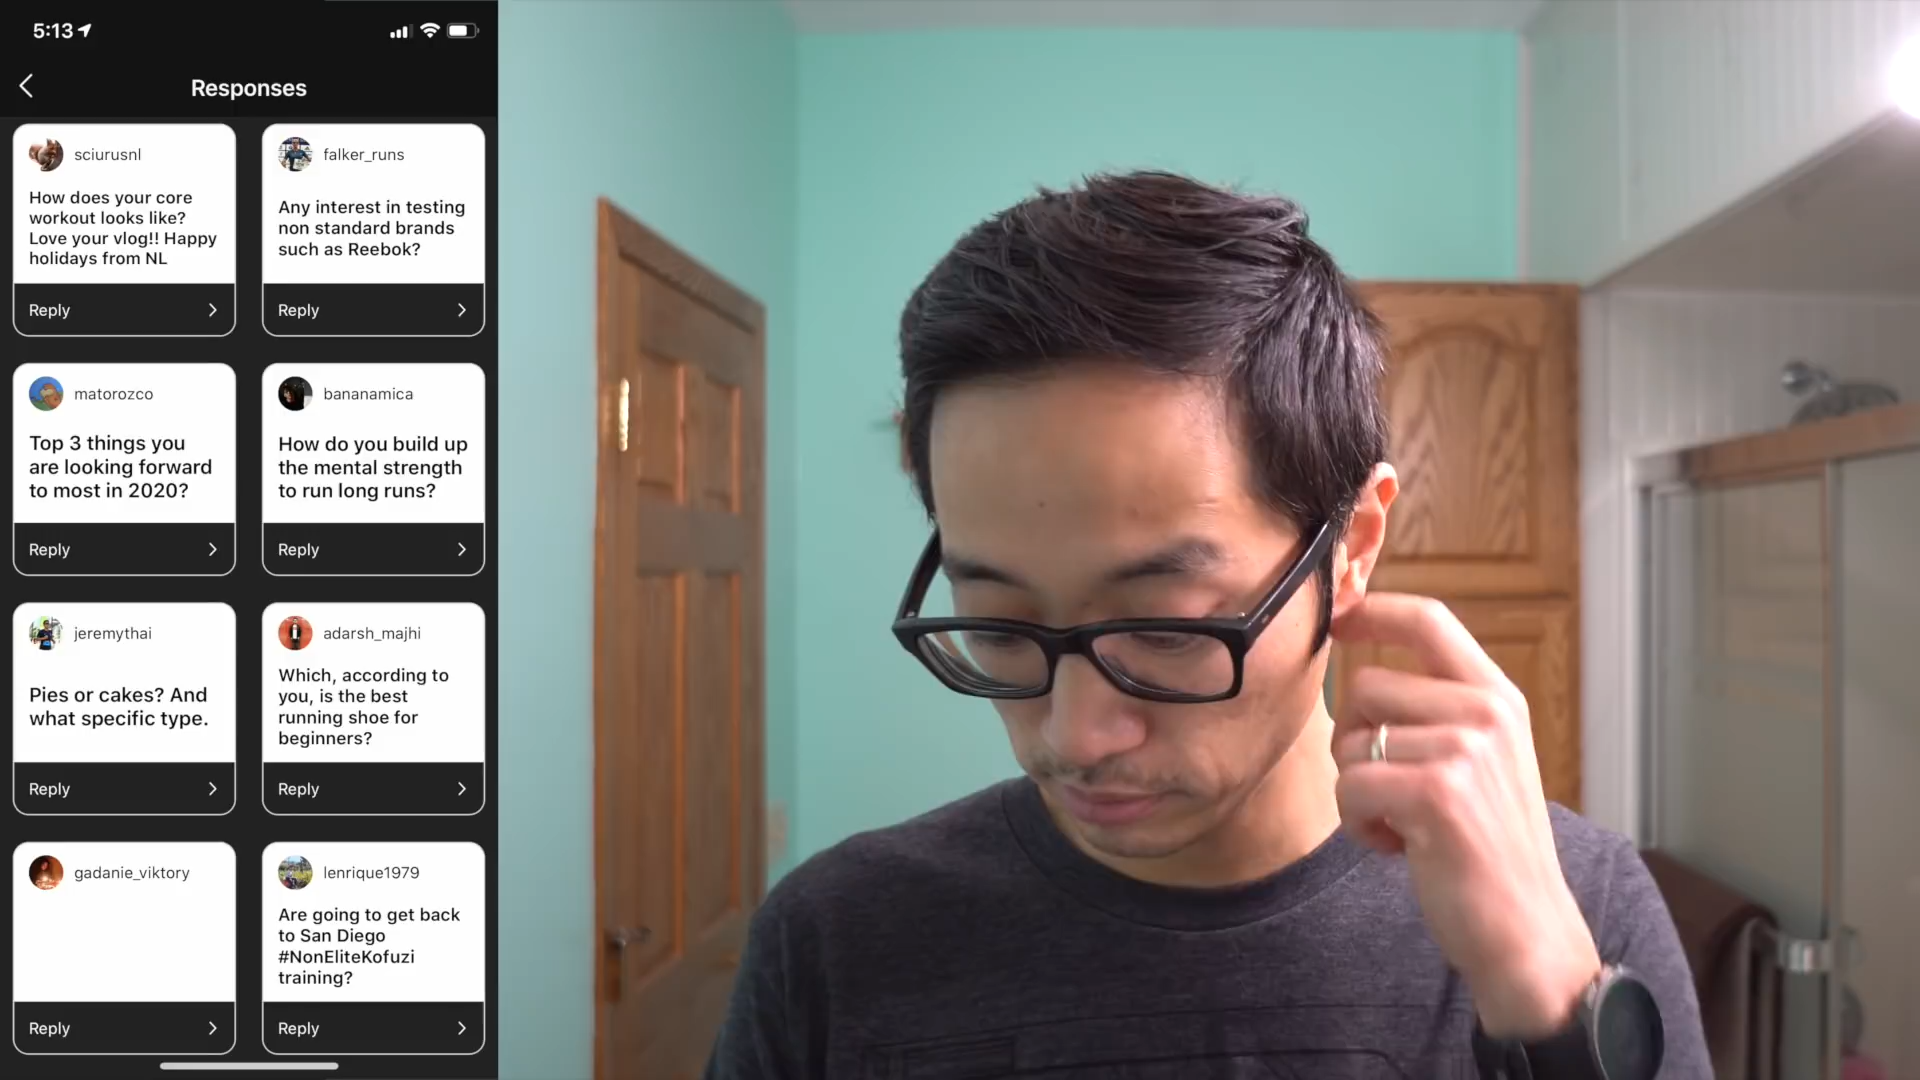 5:13
Responses
sciurusnl
How does your core
workout looks like?
Love your vlog!! Happy
holidays from NL
Reply
falker_runs
Any interest in testing
non standard brands
such as Reebok?
Reply
matorozco
Top 3 things you
are looking forward
to most in 2020?
Reply
bananamica
How do you build up
the mental strength
to run long runs?
Reply
jeremythai
Pies or cakes? And
what specific type.
Reply
adarsh_majhi
Which, according to
you, is the best
running shoe for
beginners?
Reply
gadanie_viktory
Reply
lenrique1979
Are going to get back
to San Diego
#NonEliteKofuzi
training?
Reply